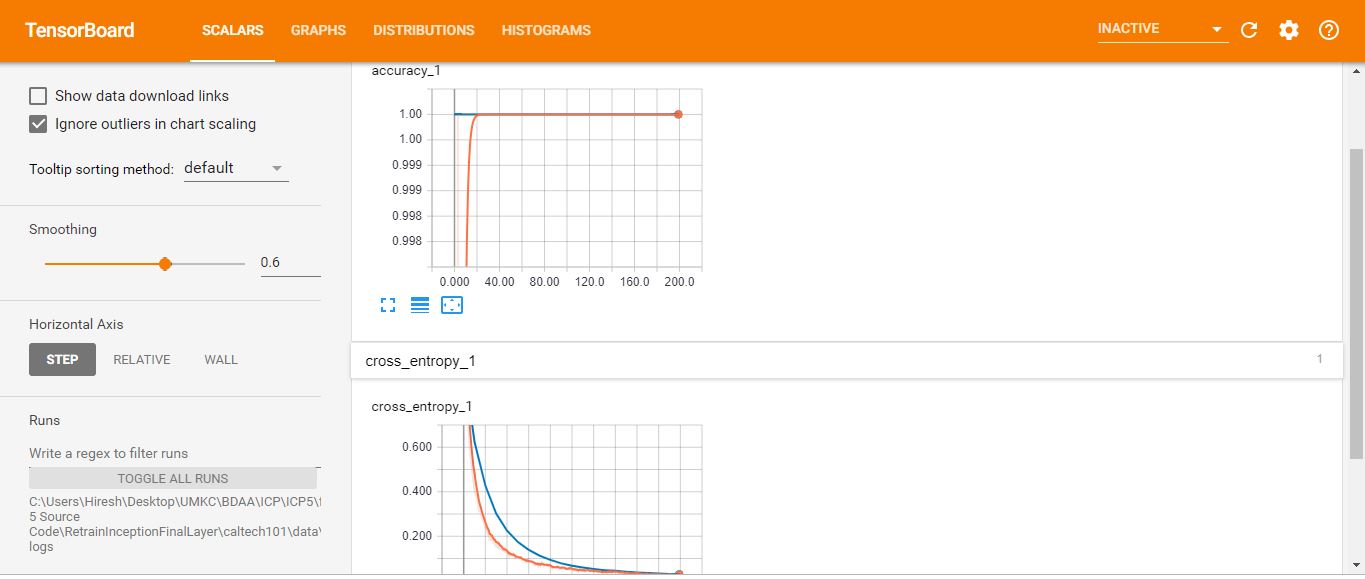 TensorBoard SCALARS GRAPHS DISTRIBUTIONS HISTOGRAMS INACTIVE
Show data download links
Ignore outliers in chart scaling
Tooltip sorting method: default
Smoothing
0.6
Horizontal Axis
STEP RELATIVE WALL
Runs
Write a regex to filter runs
TOGGLE ALL RUNS
C:\Users\Hiresh\Desktop\UMKC\BDAA\ICP\ICP5\
5 Source
Code\RetrainInceptionFinalLayer\caltech101\data\
logs
accuracy_1
1.00
1.00
0.999
0.999
0.998
0.998
0.000 40.00 80.00 120.0 160.0 200.0
cross_entropy_1 1
cross_entropy_1
0.600
0.400
0.200